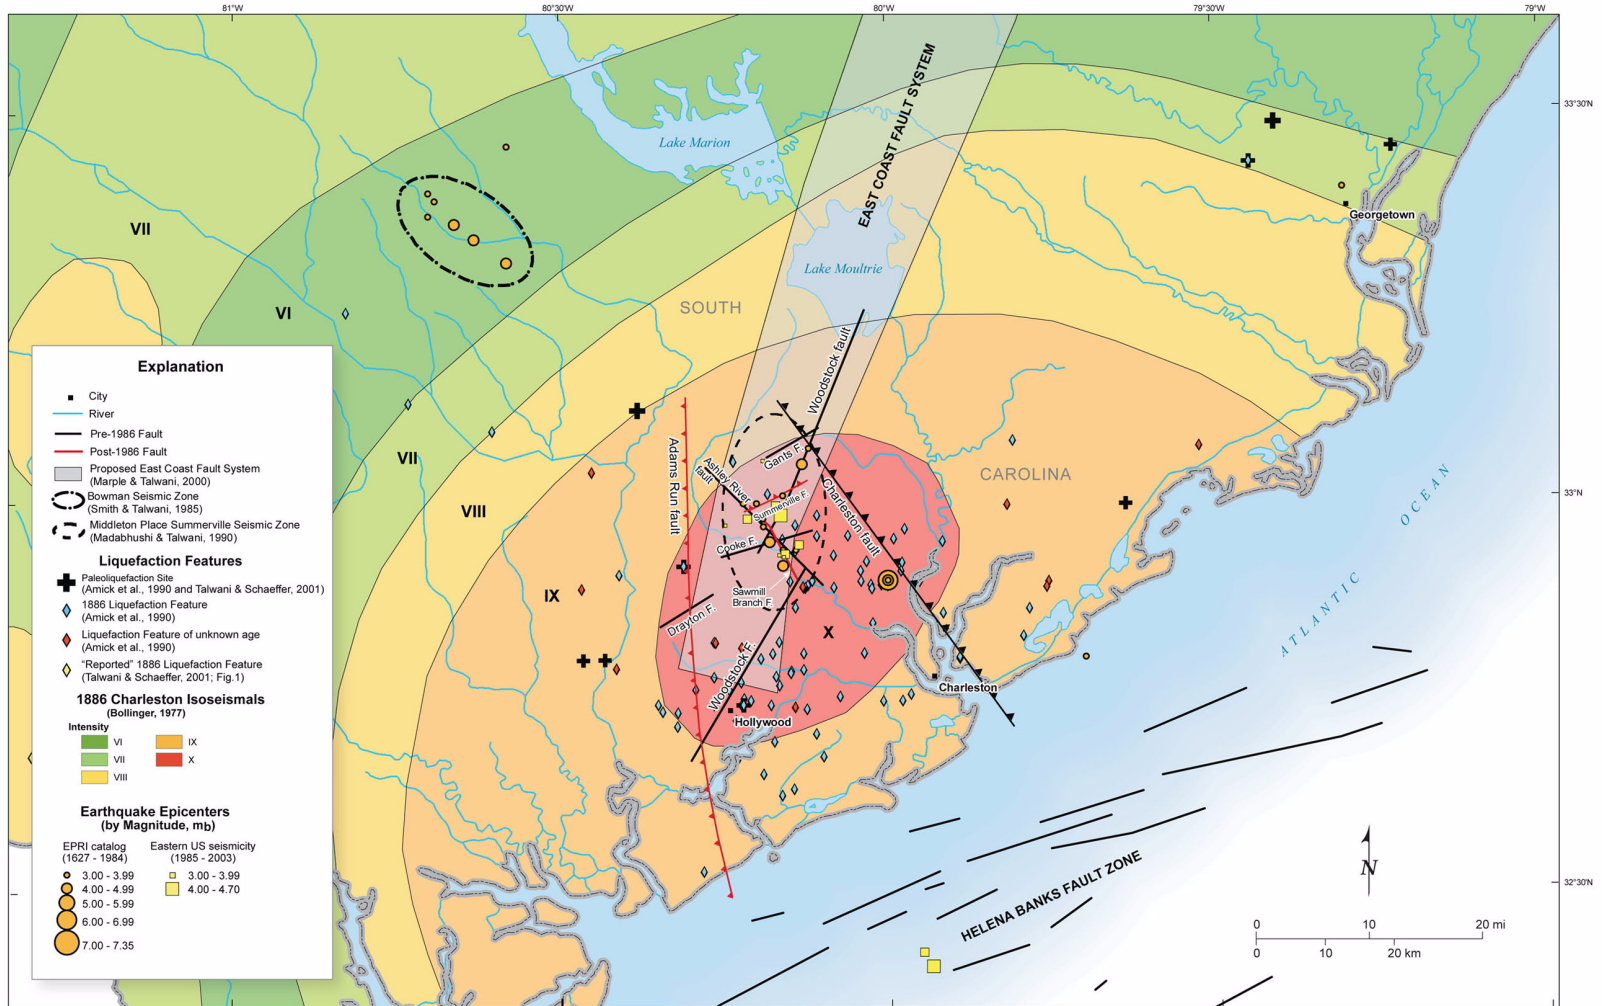 81°W
80°30'W
80°W
79°30'W
79°W
33°30'N
33°N
32°30'N
EAST COAST FAULT SYSTEM
Lake Marion
Lake Moultrie
Georgetown
SOUTH
CAROLINA
VII
VI
VII
VIII
IX
X
Woodstock fault
Gants F.
Ashley River
fault
Summerville F.
Charleston fault
Adams Run fault
Cooke F.
Sawmill
Branch F.
Drayton F.
Woodstock F.
Hollywood
Charleston
ATLANTIC
OCEAN
HELENA BANKS FAULT ZONE
N
0 10 20 mi
0 10 20 km
Explanation
City
River
Pre-1986 Fault
Post-1986 Fault
Proposed East Coast Fault System
(Marple & Talwani, 2000)
Bowman Seismic Zone
(Smith & Talwani, 1985)
Middleton Place Summerville Seismic Zone
(Madabhushi & Talwani, 1990)
Liquefaction Features
Paleoliquefaction Site
(Amick et al., 1990 and Talwani & Schaeffer, 2001)
1886 Liquefaction Feature
(Amick et al., 1990)
Liquefaction Feature of unknown age
(Amick et al., 1990)
“Reported” 1886 Liquefaction Feature
(Talwani & Schaeffer, 2001; Fig.1)
1886 Charleston Isoseismals
(Bollinger, 1977)
Intensity
VI IX
VII X
VIII
Earthquake Epicenters
(by Magnitude, mb)
EPRI catalog Eastern US seismicity
(1627 - 1984) (1985 - 2003)
3.00 - 3.99 3.00 - 3.99
4.00 - 4.99 4.00 - 4.70
5.00 - 5.99
6.00 - 6.99
7.00 - 7.35